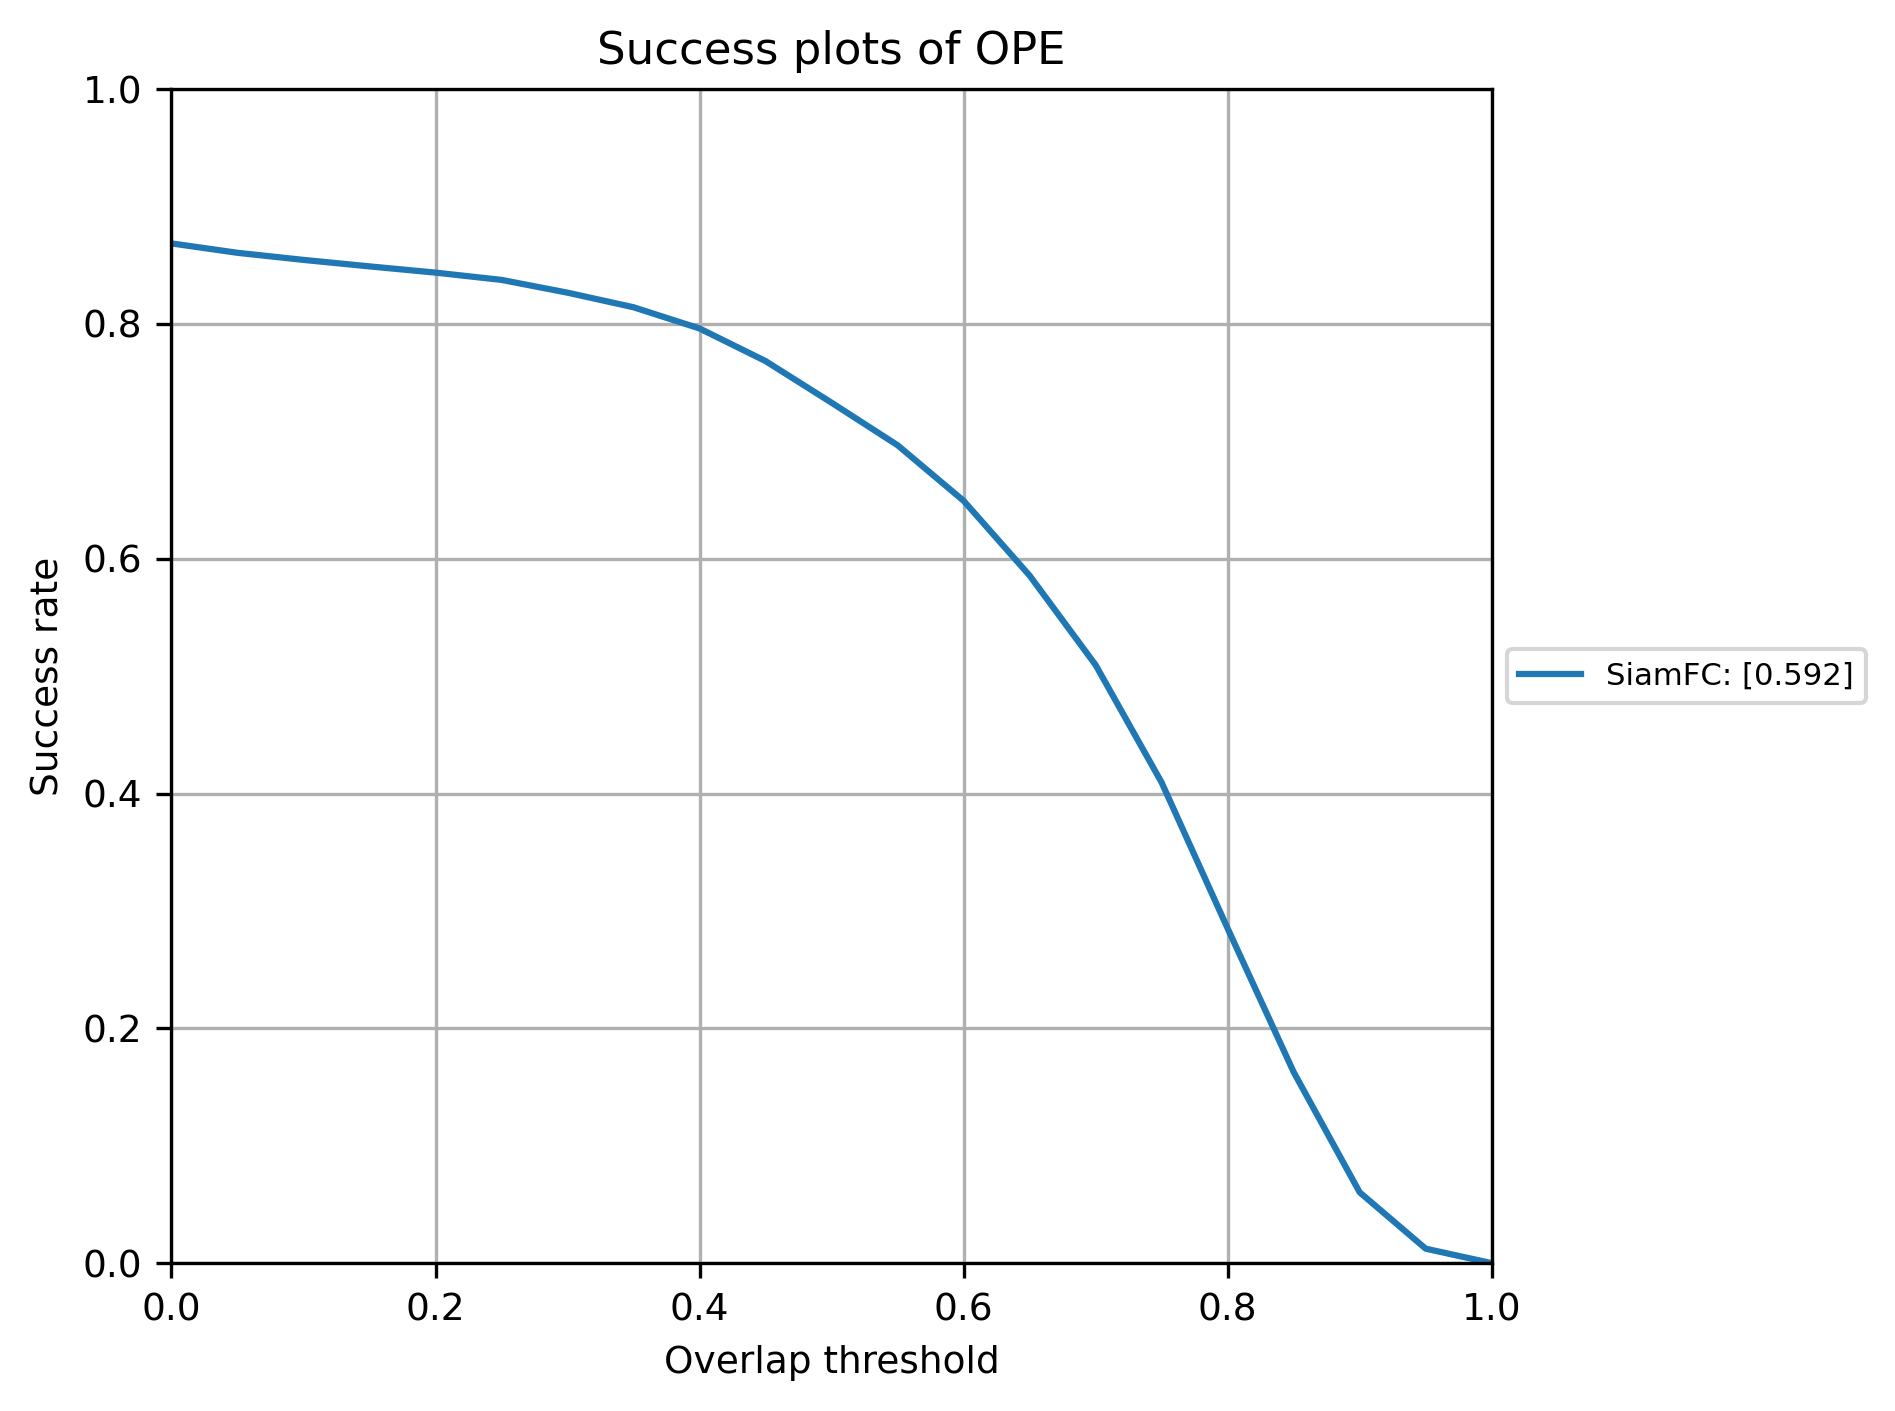 Success plots of OPE
1.0
0.8
0.6
0.4
0.2
0.0
Success rate
0.0 0.2 0.4 0.6 0.8 1.0
Overlap threshold
SiamFC: [0.592]